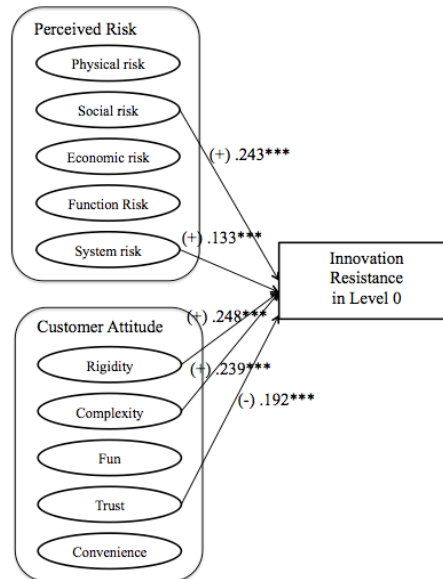 Perceived Risk
Physical risk
Social risk
Economic risk
Function Risk
System risk
(+) .243***
(+) .133***
Innovation
Resistance
in Level 0
Customer Attitude
(+) .248***
Rigidity
(+) .239***
Complexity
(-) .192***
Fun
Trust
Convenience